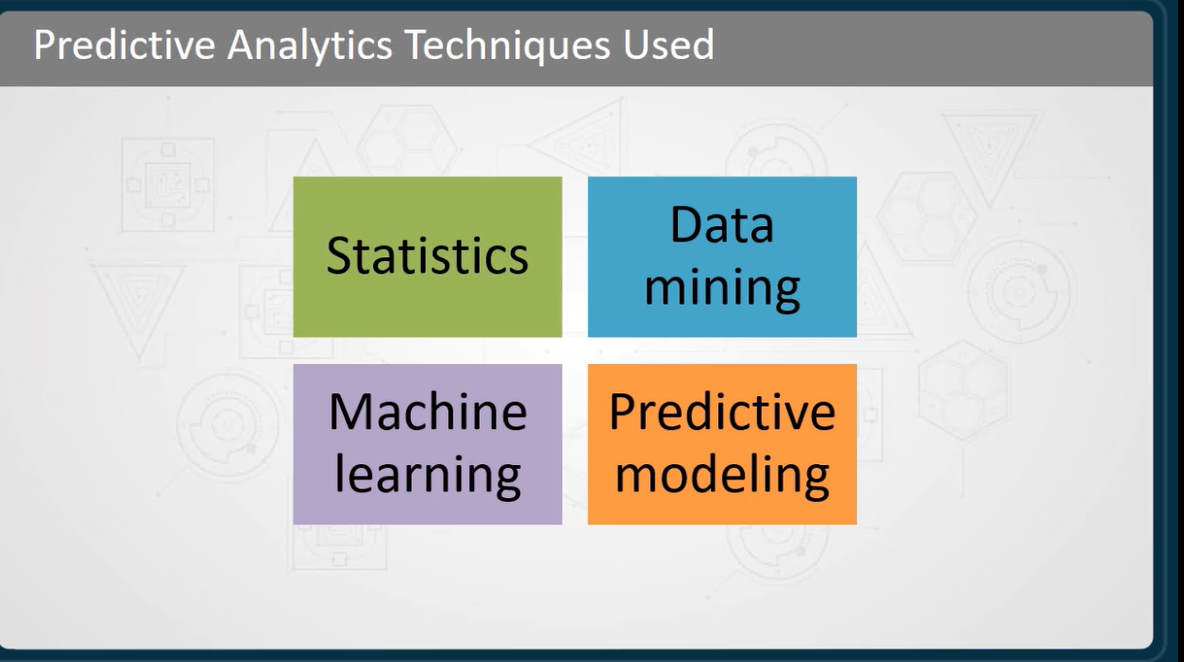 Predictive Analytics Techniques Used
Statistics
Data
mining
Machine
learning
Predictive
modeling